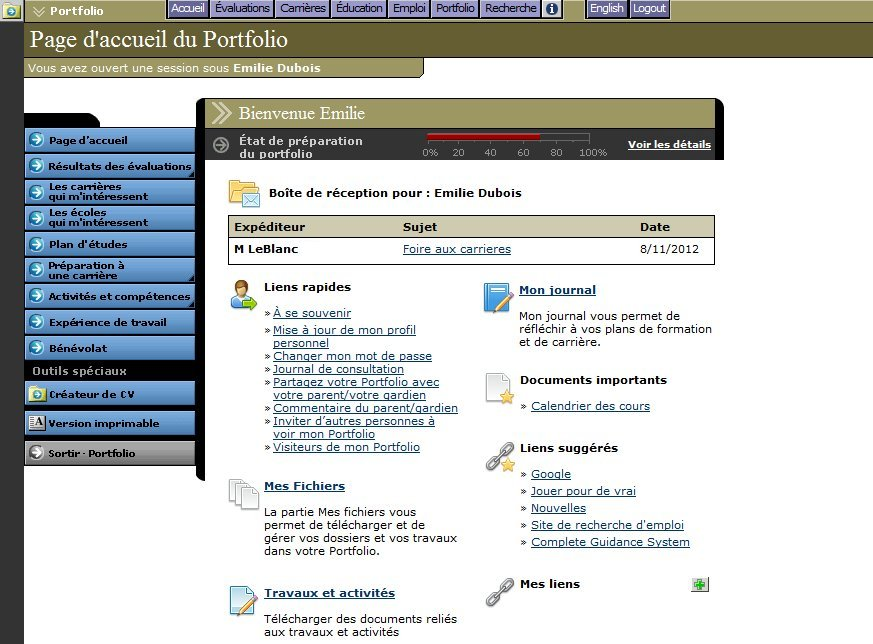 Portfolio
Accueil Évaluations Carrières Éducation Emploi Portfolio Recherche English Logout
Page d'accueil du Portfolio
Vous avez ouvert une session sous Emilie Dubois
Page d'accueil
Résultats des évaluations
Les carrières
qui m'intéressent
Les écoles
qui m'intéressent
Plan d'études
Préparation à
une carrière
Activités et compétences
Expérience de travail
Bénévolat
Outils spéciaux
Créateur de CV
Version imprimable
Sortir - Portfolio
Bienvenue Emilie
État de préparation
du portfolio
0% 20 40 60 80 100%
Voir les détails
Boîte de réception pour : Emilie Dubois
Expéditeur Sujet Date
M LeBlanc Foire aux carrieres 8/11/2012
Liens rapides
» À se souvenir
» Mise à jour de mon profil
personnel
» Changer mon mot de passe
» Journal de consultation
» Partagez votre Portfolio avec
votre parent/votre gardien
» Commentaire du parent/gardien
» Inviter d’autres personnes à
voir mon Portfolio
» Visiteurs de mon Portfolio
Mes Fichiers
La partie Mes fichiers vous
permet de télécharger et de
gérer vos dossiers et vos travaux
dans votre Portfolio.
Travaux et activités
Télécharger des documents reliés
aux travaux et activités
Mon journal
Mon journal vous permet de
réfléchir à vos plans de formation
et de carrière.
Documents importants
» Calendrier des cours
Liens suggérés
» Google
» Jouer pour de vrai
» Nouvelles
» Site de recherche d'emploi
» Complete Guidance System
Mes liens